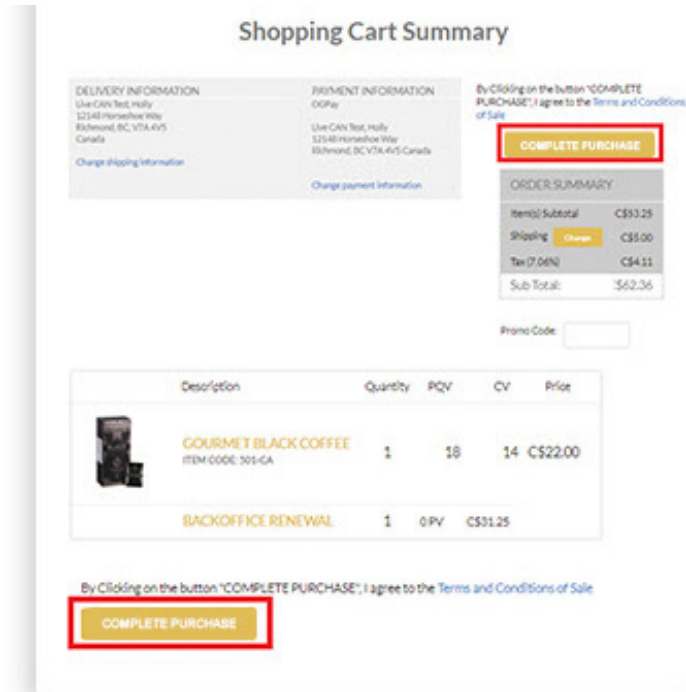 Shopping Cart Summary
DELIVERY INFORMATION
Live CAN Test, Holly
12148 Horseshoe Way
Richmond, BC, V7A 4V5
Canada
Change shipping information
PAYMENT INFORMATION
OGPay
Live CAN Test, Holly
12148 Horseshoe Way
Richmond, BC V7A 4V5 Canada
Change payment information
By Clicking on the button "COMPLETE
PURCHASE", I agree to the Terms and Conditions
of Sale
COMPLETE PURCHASE
ORDER SUMMARY
Item(s) Subtotal C$53.25
Shipping Change C$5.00
Tax (7.06%) C$4.11
Sub Total: $62.36
Promo Code:
Description Quantity PQV CV Price
GOURMET BLACK COFFEE 1 18 14 C$22.00
ITEM CODE: 501-CA
BACKOFFICE RENEWAL 1 0 PV C$31.25
By Clicking on the button "COMPLETE PURCHASE", I agree to the Terms and Conditions of Sale
COMPLETE PURCHASE